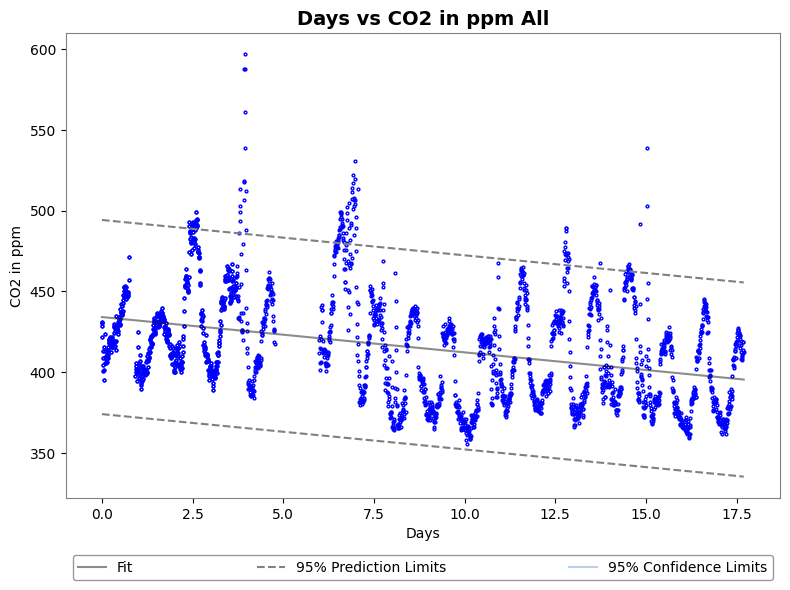 Days vs CO2 in ppm All
CO2 in ppm
600
550
500
450
400
350
0.0 2.5 5.0 7.5 10.0 12.5 15.0 17.5
Days
Fit 95% Prediction Limits 95% Confidence Limits